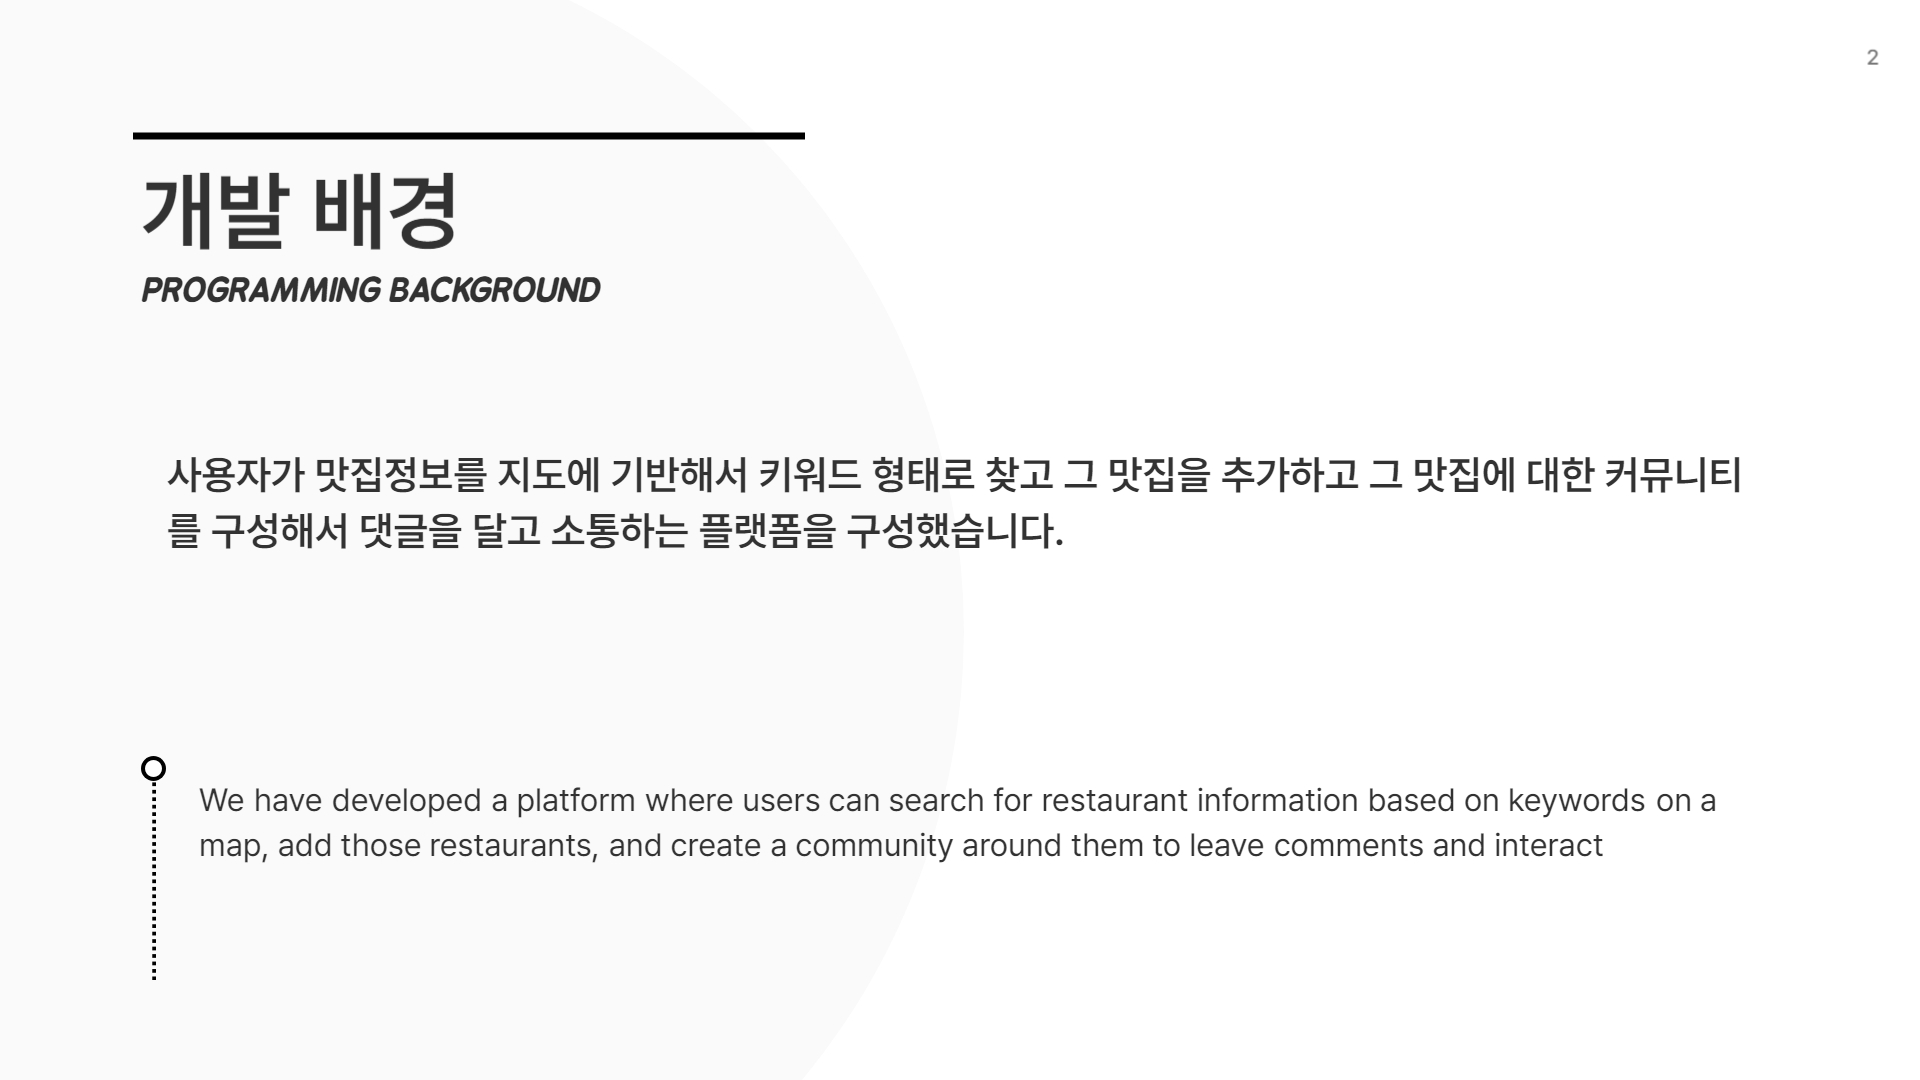 2
개발 배경
PROGRAMMING BACKGROUND
사용자가 맛집정보를 지도에 기반해서 키워드 형태로 찾고 그 맛집을 추가하고 그 맛집에 대한 커뮤니티
를 구성해서 댓글을 달고 소통하는 플랫폼을 구성했습니다.
We have developed a platform where users can search for restaurant information based on keywords on a
map, add those restaurants, and create a community around them to leave comments and interact